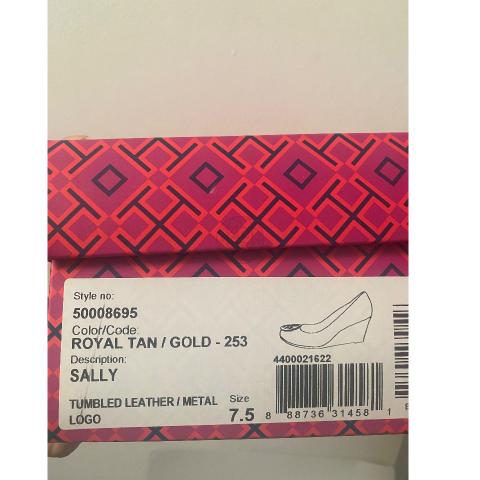 Style no:
50008695
Color/Code:
ROYAL TAN / GOLD - 253
Description:
SALLY
TUMBLED LEATHER / METAL
LOGO
Size
7.5
4400021622
8 88736 31458 1